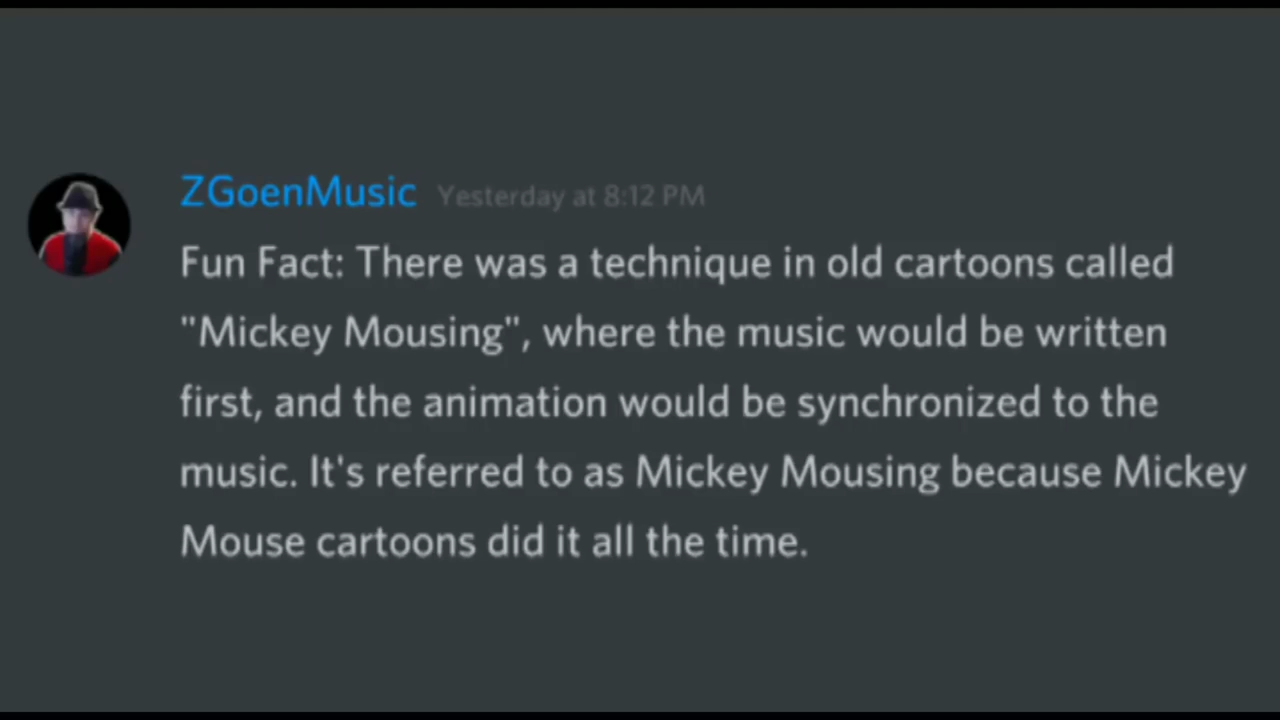 ZGoenMusic Yesterday at 8:12 PM
Fun Fact: There was a technique in old cartoons called
"Mickey Mousing", where the music would be written
first, and the animation would be synchronized to the
music. It's referred to as Mickey Mousing because Mickey
Mouse cartoons did it all the time.